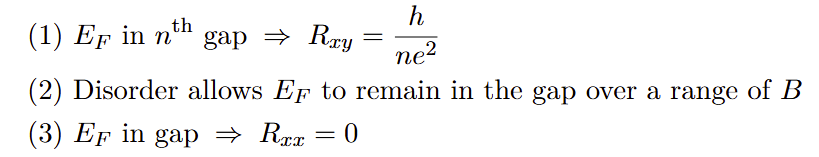 (1) E_F in n^th gap ⇒ R_xy = h / ne^2
(2) Disorder allows E_F to remain in the gap over a range of B
(3) E_F in gap ⇒ R_xx = 0